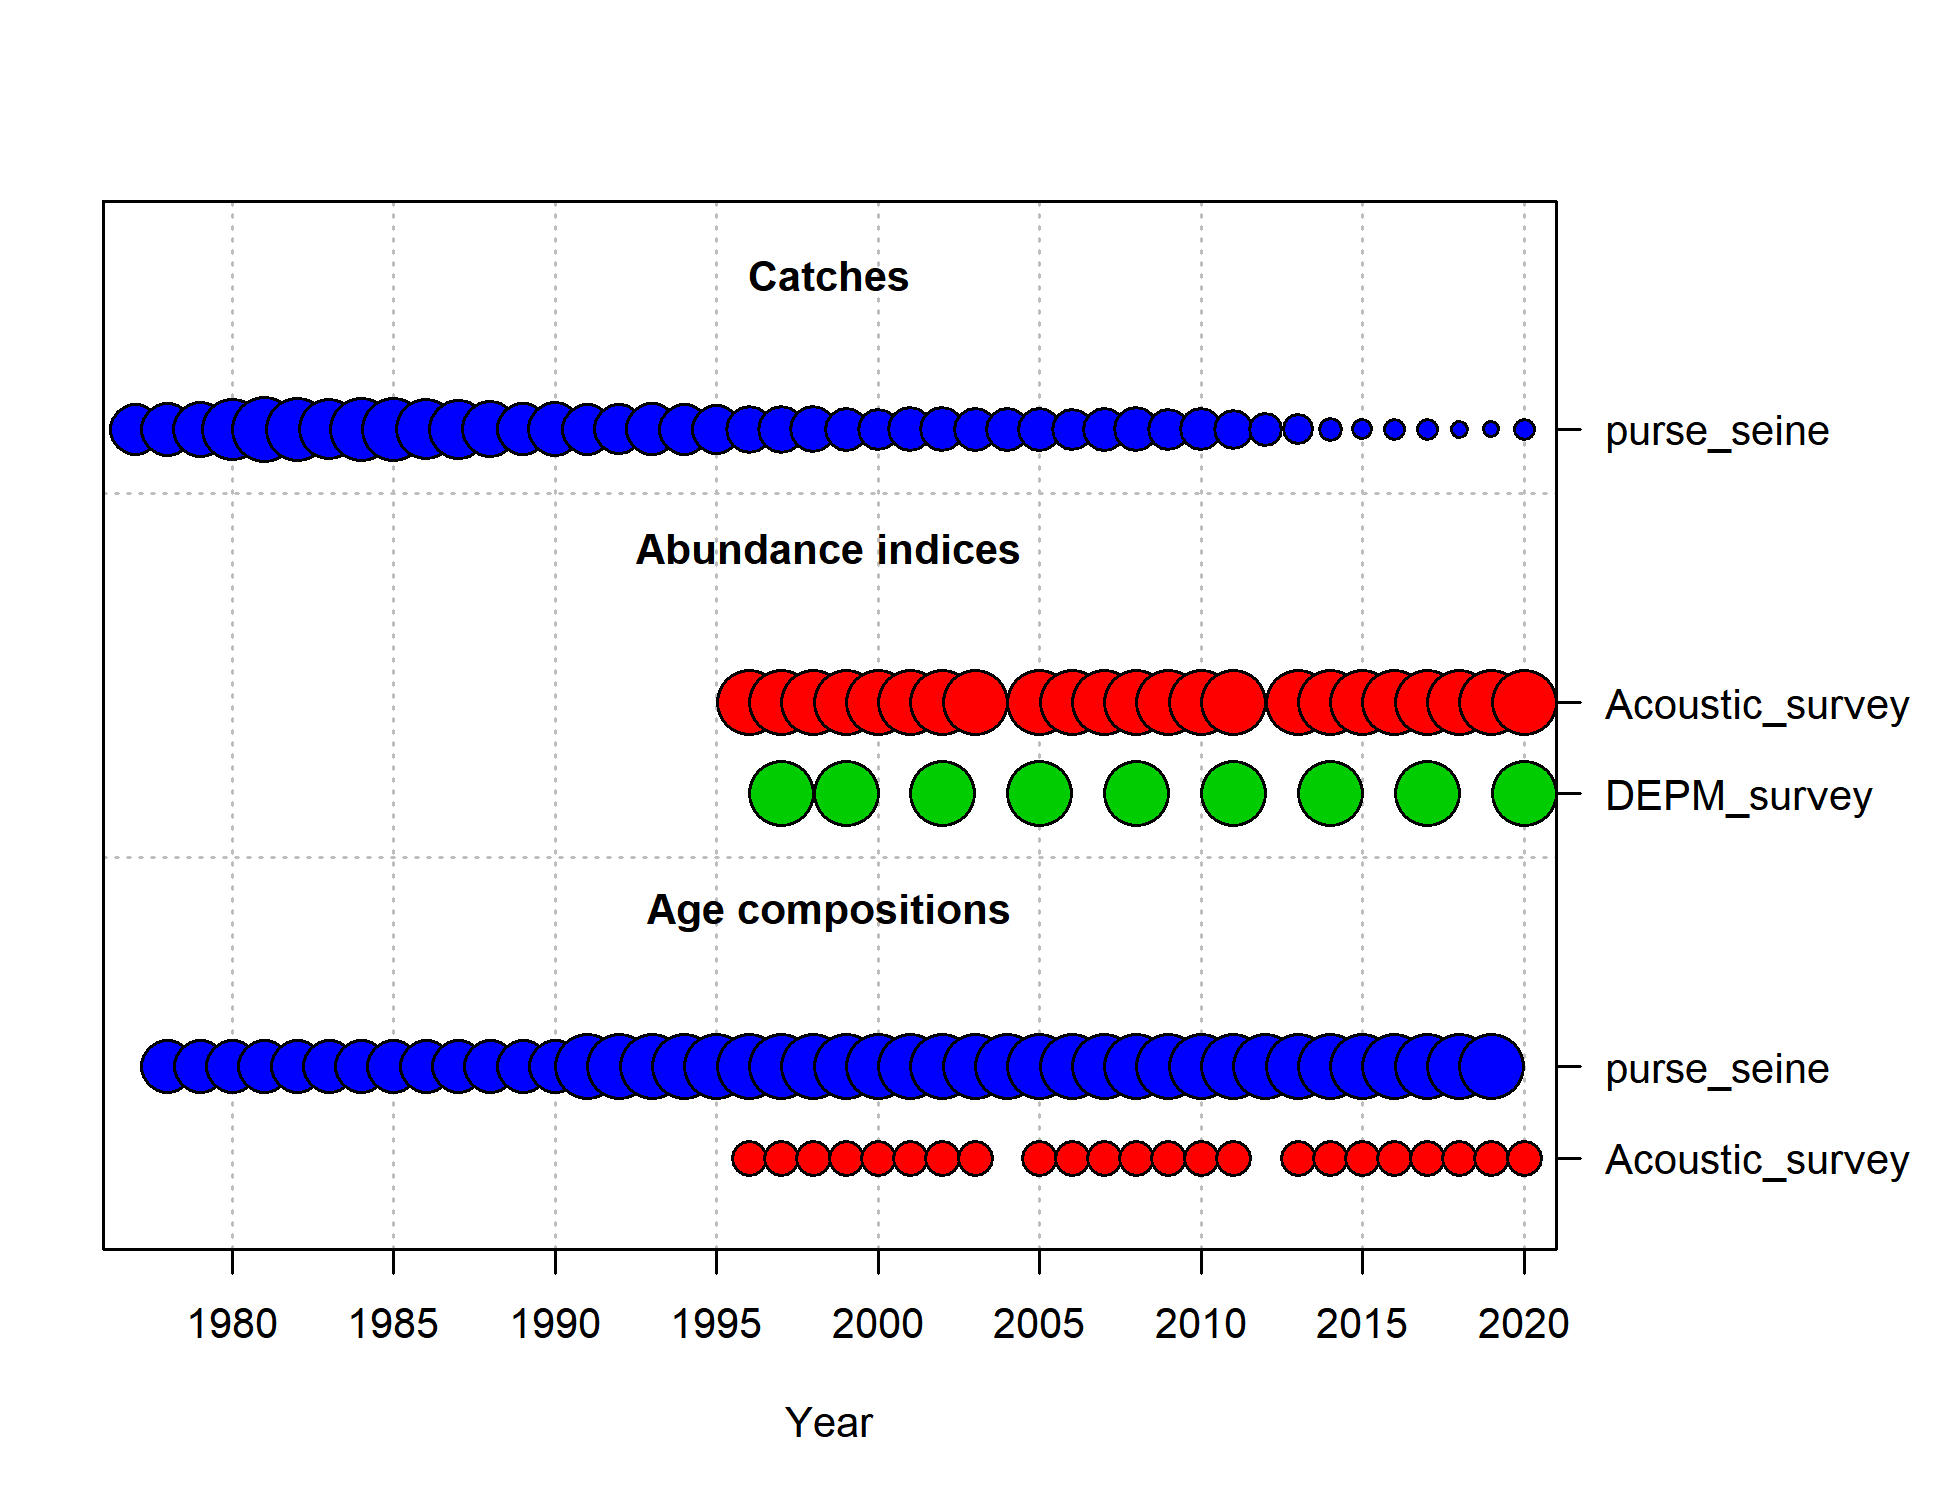 Catches
purse_seine
Abundance indices
Acoustic_survey
DEPM_survey
Age compositions
purse_seine
Acoustic_survey
1980 1985 1990 1995 2000 2005 2010 2015 2020
Year